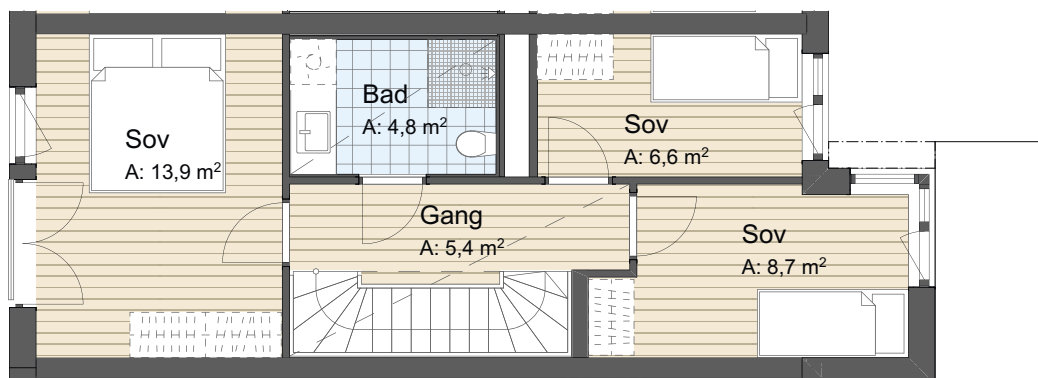 Sov
A: 13,9 m²
Bad
A: 4,8 m²
Sov
A: 6,6 m²
Gang
A: 5,4 m²
Sov
A: 8,7 m²